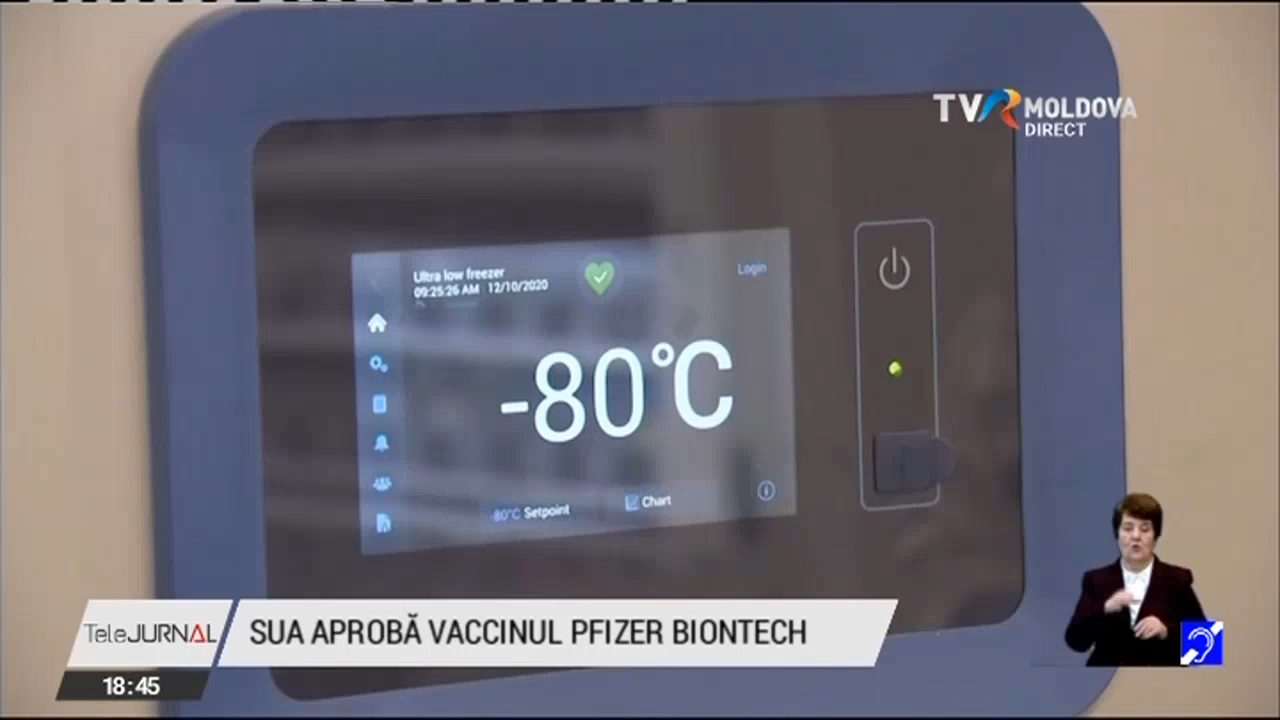 TVR MOLDOVA
DIRECT
Ultra low freezer
09:25:26 AM 12/10/2020
Login
-80°C
-80°C Setpoint
Chart
TeleJURNAL
SUA APROBĂ VACCINUL PFIZER BIONTECH
18:45